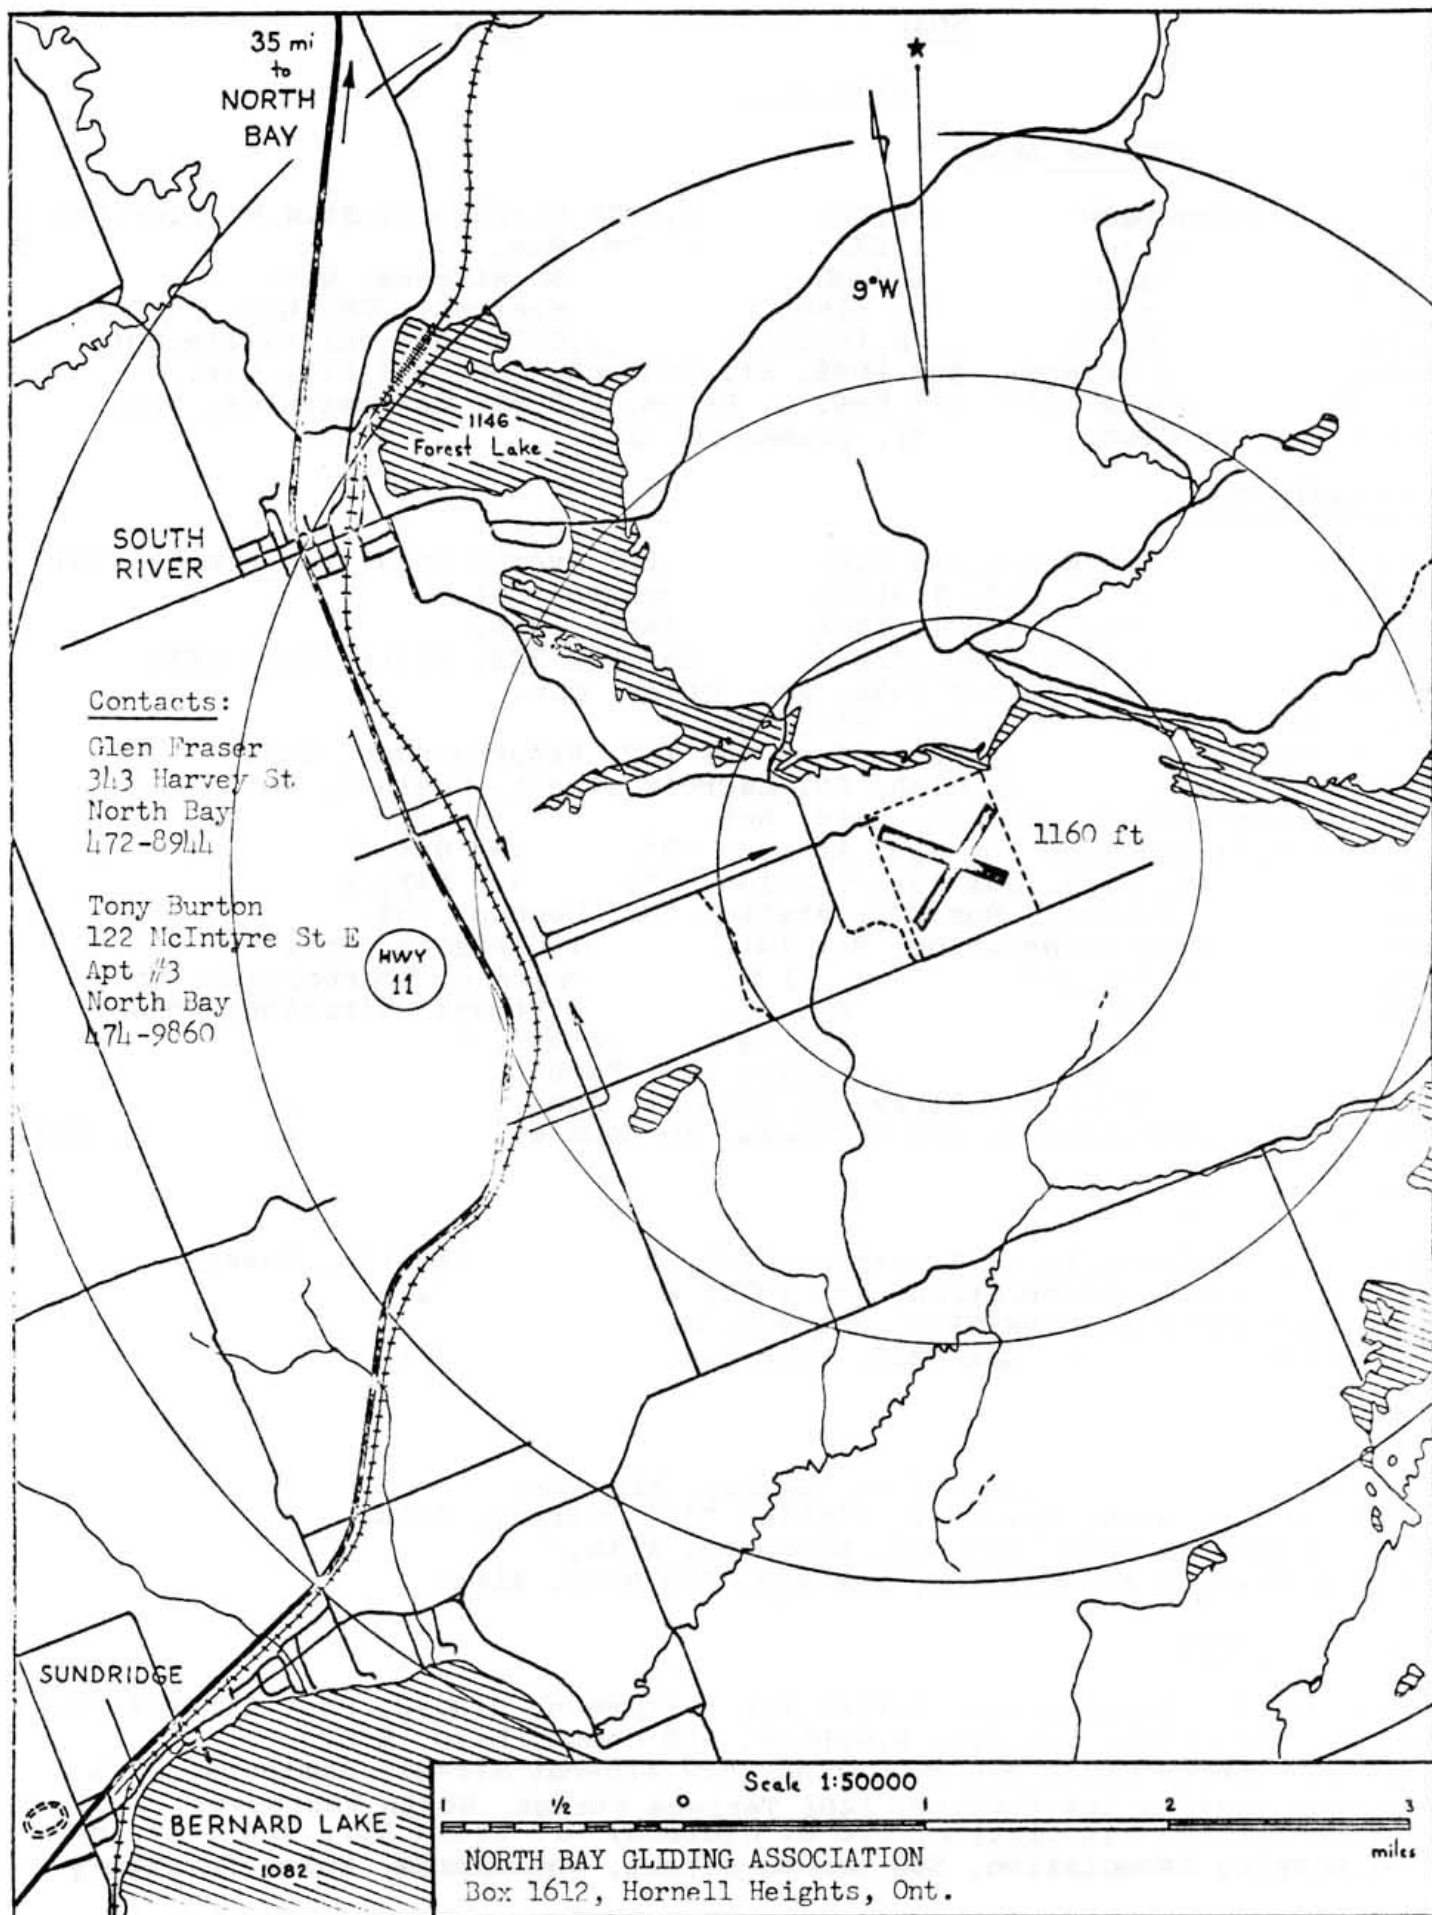 35 mi
to
NORTH
BAY
9°W
1146
Forest Lake
SOUTH
RIVER
Contacts:
Glen Fraser
343 Harvey St
North Bay
472-8944
Tony Burton
122 McIntyre St E
Apt #3
North Bay
474-9860
HWY
11
1160 ft
SUNDRIDGE
BERNARD LAKE
1082
Scale 1:50000
1 1/2 0 1 2 3
miles
NORTH BAY GLIDING ASSOCIATION
Box 1612, Hornell Heights, Ont.